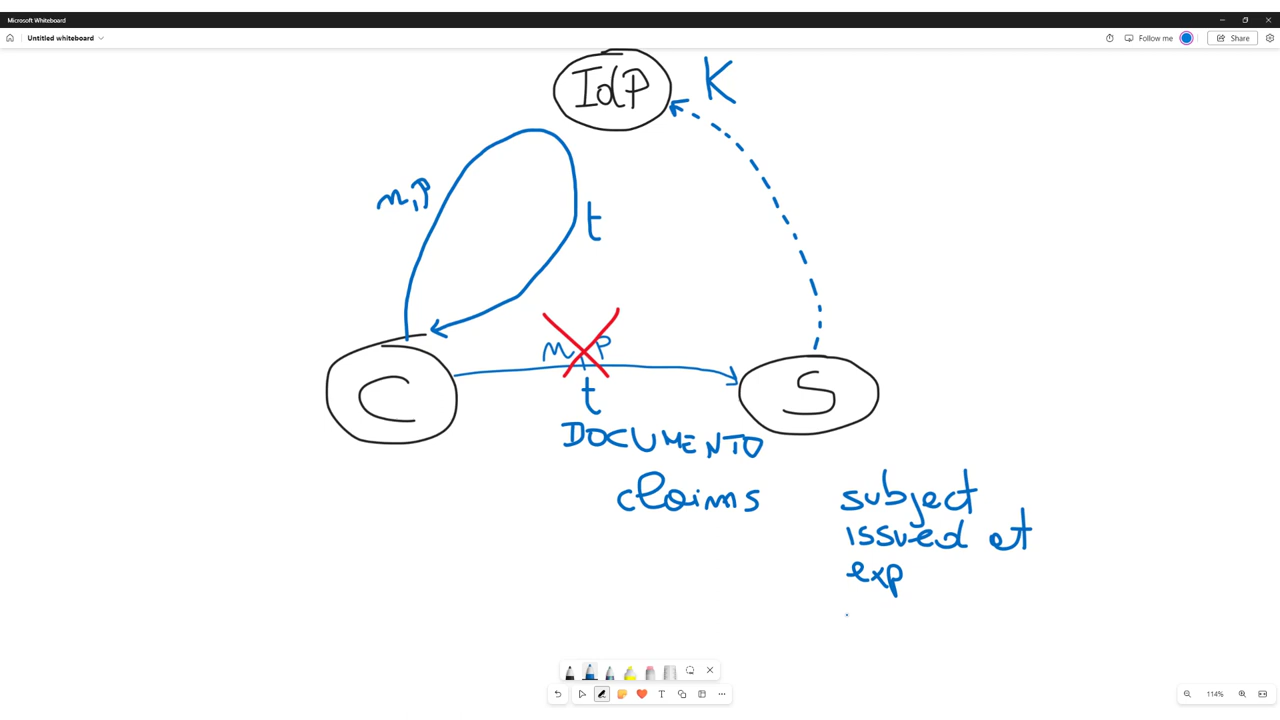 Microsoft Whiteboard
Untitled whiteboard
Follow me
Share
IdP
K
n,P
t
C
n, P
t
S
DOCUMENTO
claims
subject
issued at
exp
114%